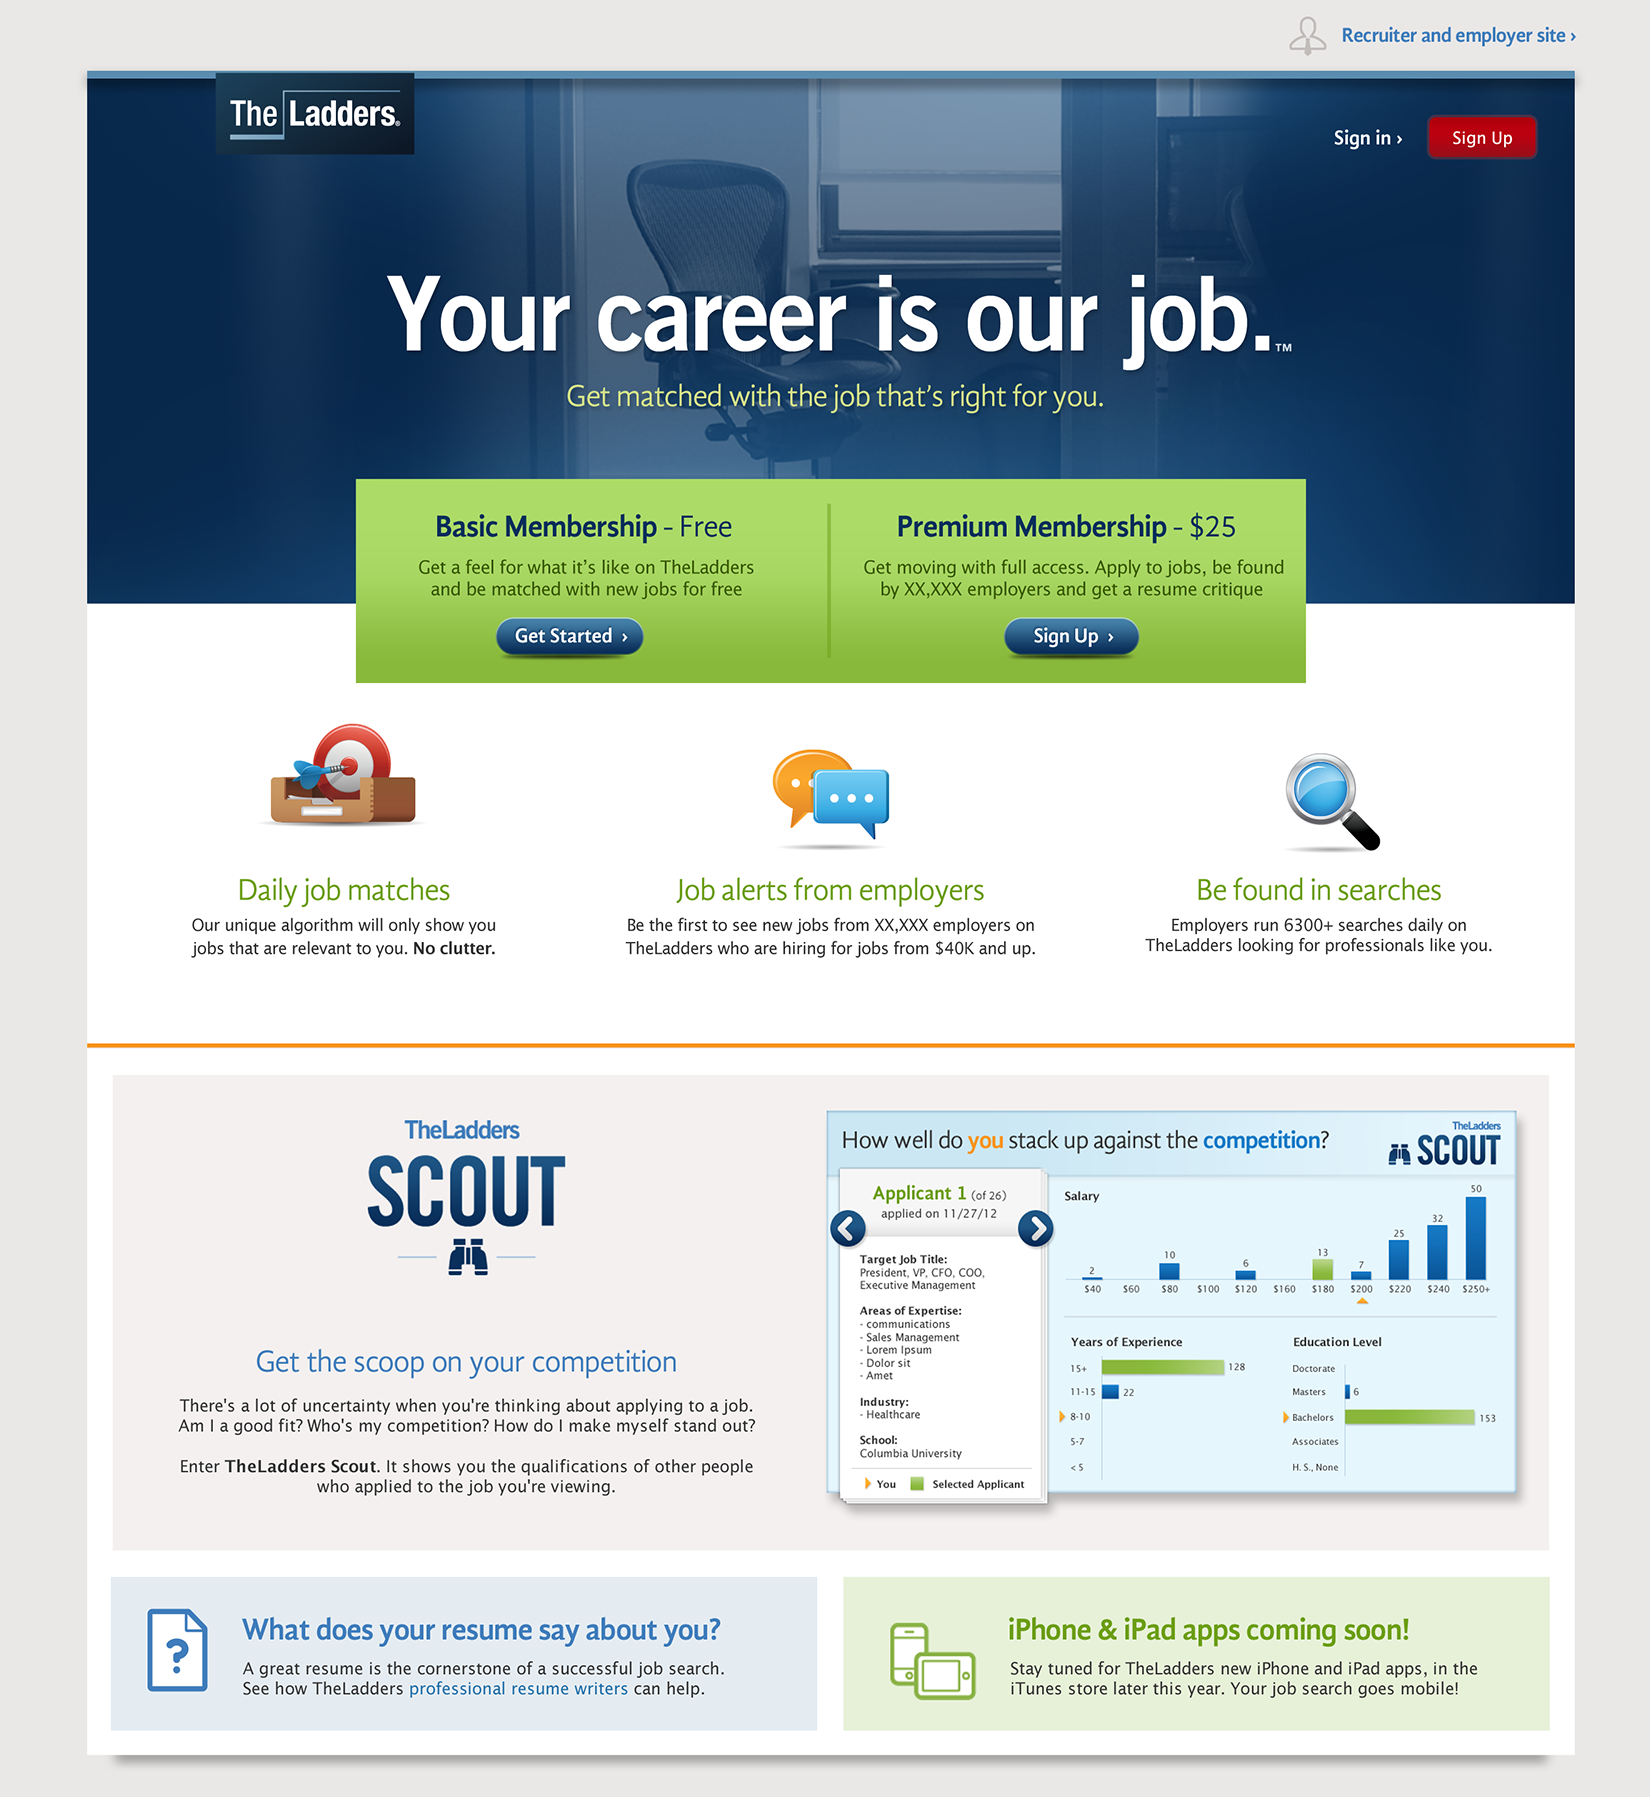 Recruiter and employer site ›
The Ladders®
Sign in ›
Sign Up
Your career is our job.™
Get matched with the job that's right for you.
Basic Membership - Free
Get a feel for what it's like on TheLadders
and be matched with new jobs for free
Get Started ›
Premium Membership - $25
Get moving with full access. Apply to jobs, be found
by XX,XXX employers and get a resume critique
Sign Up ›
Daily job matches
Our unique algorithm will only show you
jobs that are relevant to you. No clutter.
Job alerts from employers
Be the first to see new jobs from XX,XXX employers on
TheLadders who are hiring for jobs from $40K and up.
Be found in searches
Employers run 6300+ searches daily on
TheLadders looking for professionals like you.
TheLadders
SCOUT
Get the scoop on your competition
There's a lot of uncertainty when you're thinking about applying to a job.
Am I a good fit? Who's my competition? How do I make myself stand out?
Enter TheLadders Scout. It shows you the qualifications of other people
who applied to the job you're viewing.
How well do you stack up against the competition?
TheLadders
SCOUT
Applicant 1 (of 26)
applied on 11/27/12
Target Job Title:
President, VP, CFO, COO,
Executive Management
Areas of Expertise:
- communications
- Sales Management
- Lorem Ipsum
- Dolor sit
- Amet
Industry:
- Healthcare
School:
Columbia University
You
Selected Applicant
Salary
2 10 6 13 7 25 32 50
$40 $60 $80 $100 $120 $160 $180 $200 $220 $240 $250+
Years of Experience
15+ 128
11-15 22
8-10
5-7
< 5
Education Level
Doctorate
Masters 6
Bachelors 153
Associates
H. S., None
What does your resume say about you?
A great resume is the cornerstone of a successful job search.
See how TheLadders professional resume writers can help.
iPhone & iPad apps coming soon!
Stay tuned for TheLadders new iPhone and iPad apps, in the
iTunes store later this year. Your job search goes mobile!